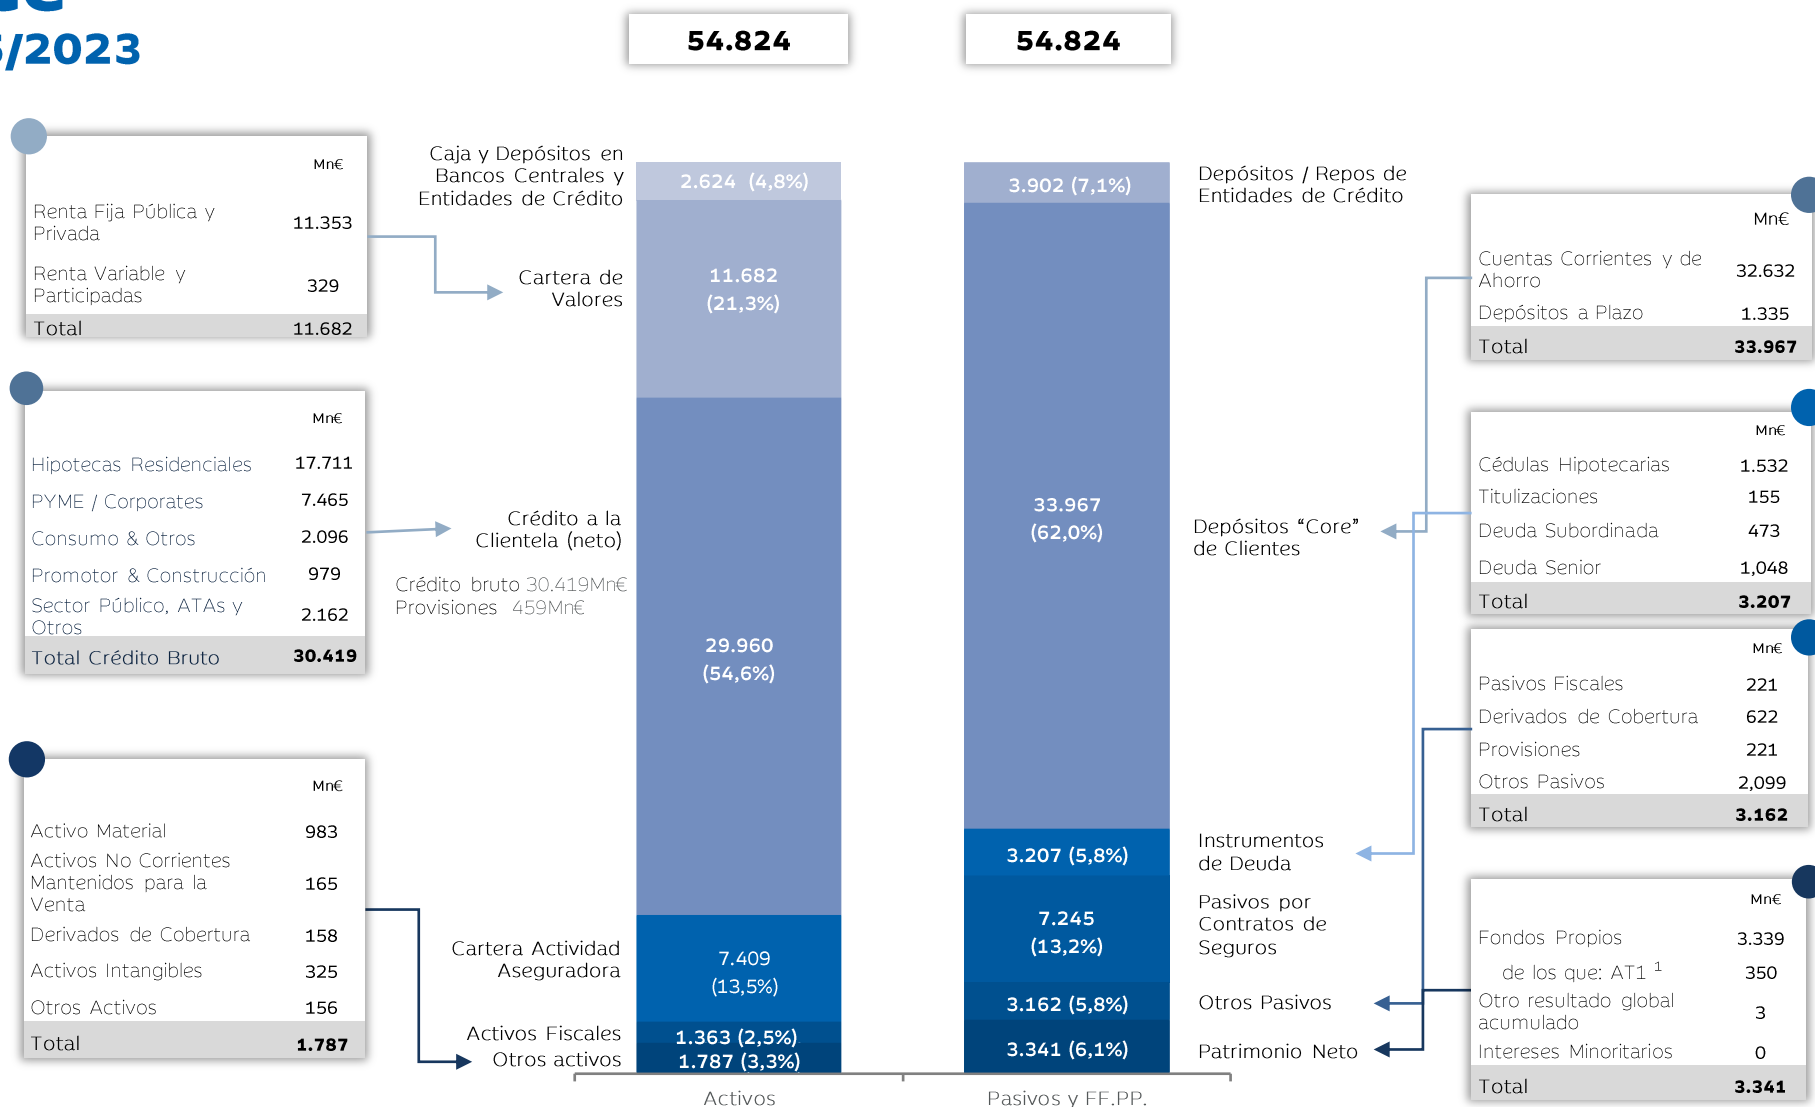 5/2023
54.824
54.824
Mn€
Renta Fija Pública y
Privada
11.353
Renta Variable y
Participadas
329
Total 11.682
Mn€
Hipotecas Residenciales 17.711
PYME / Corporates 7.465
Consumo & Otros 2.096
Promotor & Construcción 979
Sector Público, ATAs y
Otros
2.162
Total Crédito Bruto 30.419
Mn€
Activo Material 983
Activos No Corrientes
Mantenidos para la
Venta
165
Derivados de Cobertura 158
Activos Intangibles 325
Otros Activos 156
Total 1.787
Caja y Depósitos en
Bancos Centrales y
Entidades de Crédito
Cartera de
Valores
Crédito a la
Clientela (neto)
Crédito bruto 30.419Mn€
Provisiones 459Mn€
Cartera Actividad
Aseguradora
Activos Fiscales
Otros activos
2.624 (4,8%)
11.682
(21,3%)
29.960
(54,6%)
7.409
(13,5%)
1.363 (2,5%)
1.787 (3,3%)
Activos
3.902 (7,1%)
33.967
(62,0%)
3.207 (5,8%)
7.245
(13,2%)
3.162 (5,8%)
3.341 (6,1%)
Pasivos y FF.PP.
Depósitos / Repos de
Entidades de Crédito
Depósitos “Core”
de Clientes
Instrumentos
de Deuda
Pasivos por
Contratos de
Seguros
Otros Pasivos
Patrimonio Neto
Mn€
Cuentas Corrientes y de
Ahorro
32.632
Depósitos a Plazo 1.335
Total 33.967
Mn€
Cédulas Hipotecarias 1.532
Titulizaciones 155
Deuda Subordinada 473
Deuda Senior 1,048
Total 3.207
Mn€
Pasivos Fiscales 221
Derivados de Cobertura 622
Provisiones 221
Otros Pasivos 2,099
Total 3.162
Mn€
Fondos Propios 3.339
de los que: AT1 1 350
Otro resultado global
acumulado
3
Intereses Minoritarios 0
Total 3.341